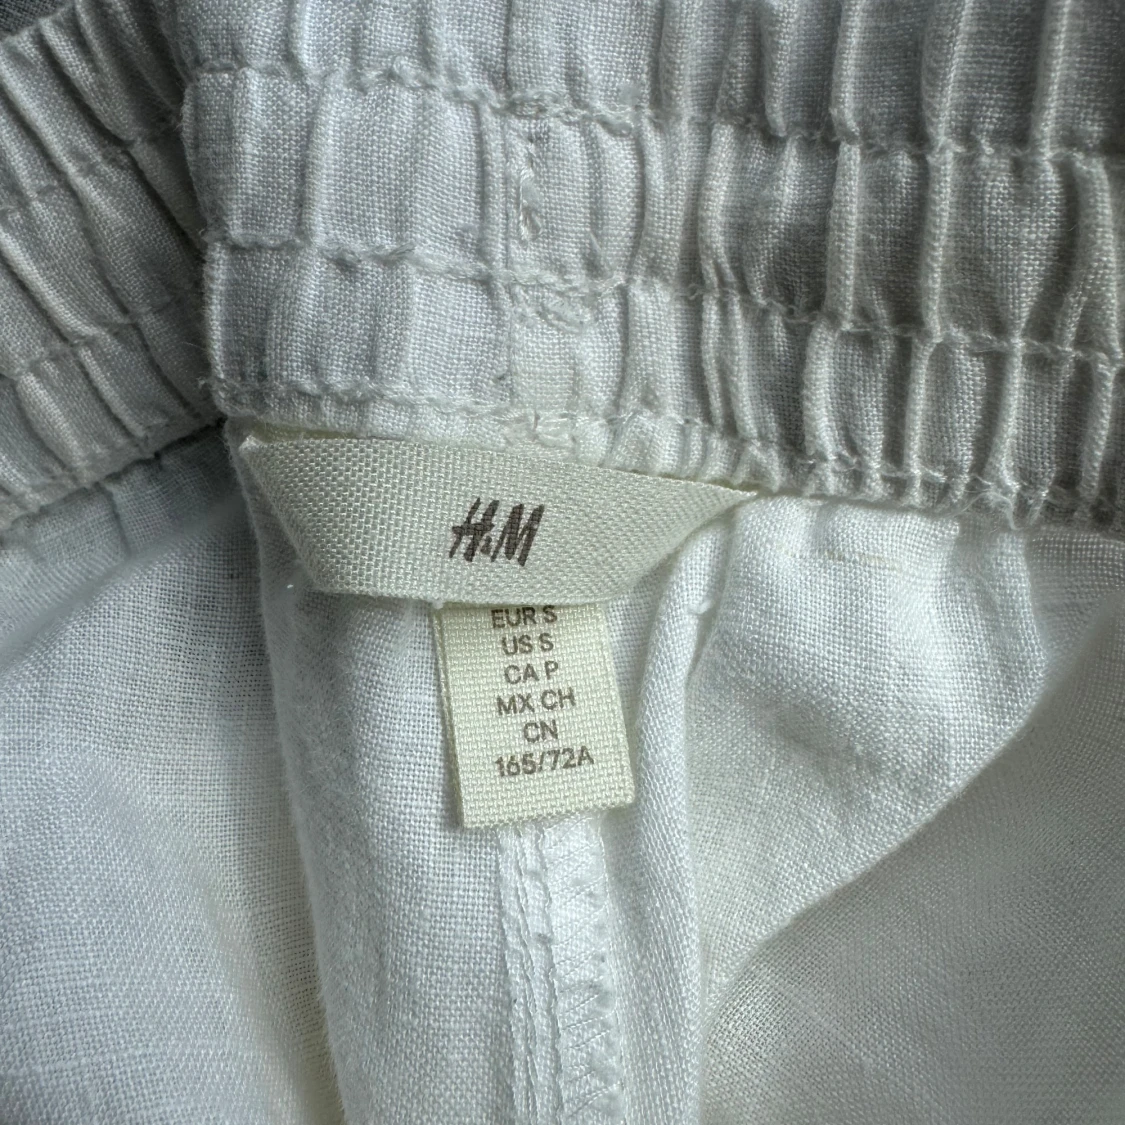 H&M
EUR S
US S
CA P
MX CH
CN
165/72A